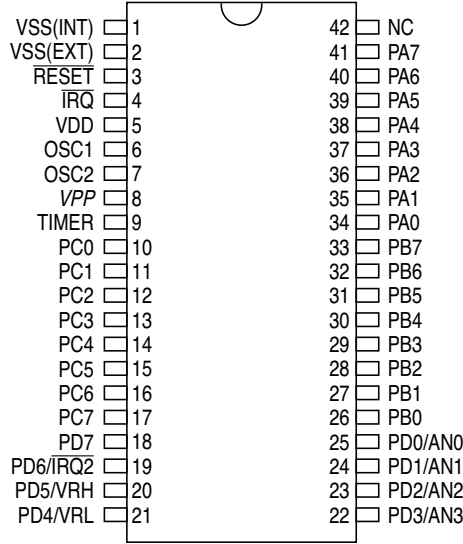 VSS(INT) 1 42 NC
VSS(EXT) 2 41 PA7
RESET 3 40 PA6
IRQ 4 39 PA5
VDD 5 38 PA4
OSC1 6 37 PA3
OSC2 7 36 PA2
VPP 8 35 PA1
TIMER 9 34 PA0
PC0 10 33 PB7
PC1 11 32 PB6
PC2 12 31 PB5
PC3 13 30 PB4
PC4 14 29 PB3
PC5 15 28 PB2
PC6 16 27 PB1
PC7 17 26 PB0
PD7 18 25 PD0/AN0
PD6/IRQ2 19 24 PD1/AN1
PD5/VRH 20 23 PD2/AN2
PD4/VRL 21 22 PD3/AN3